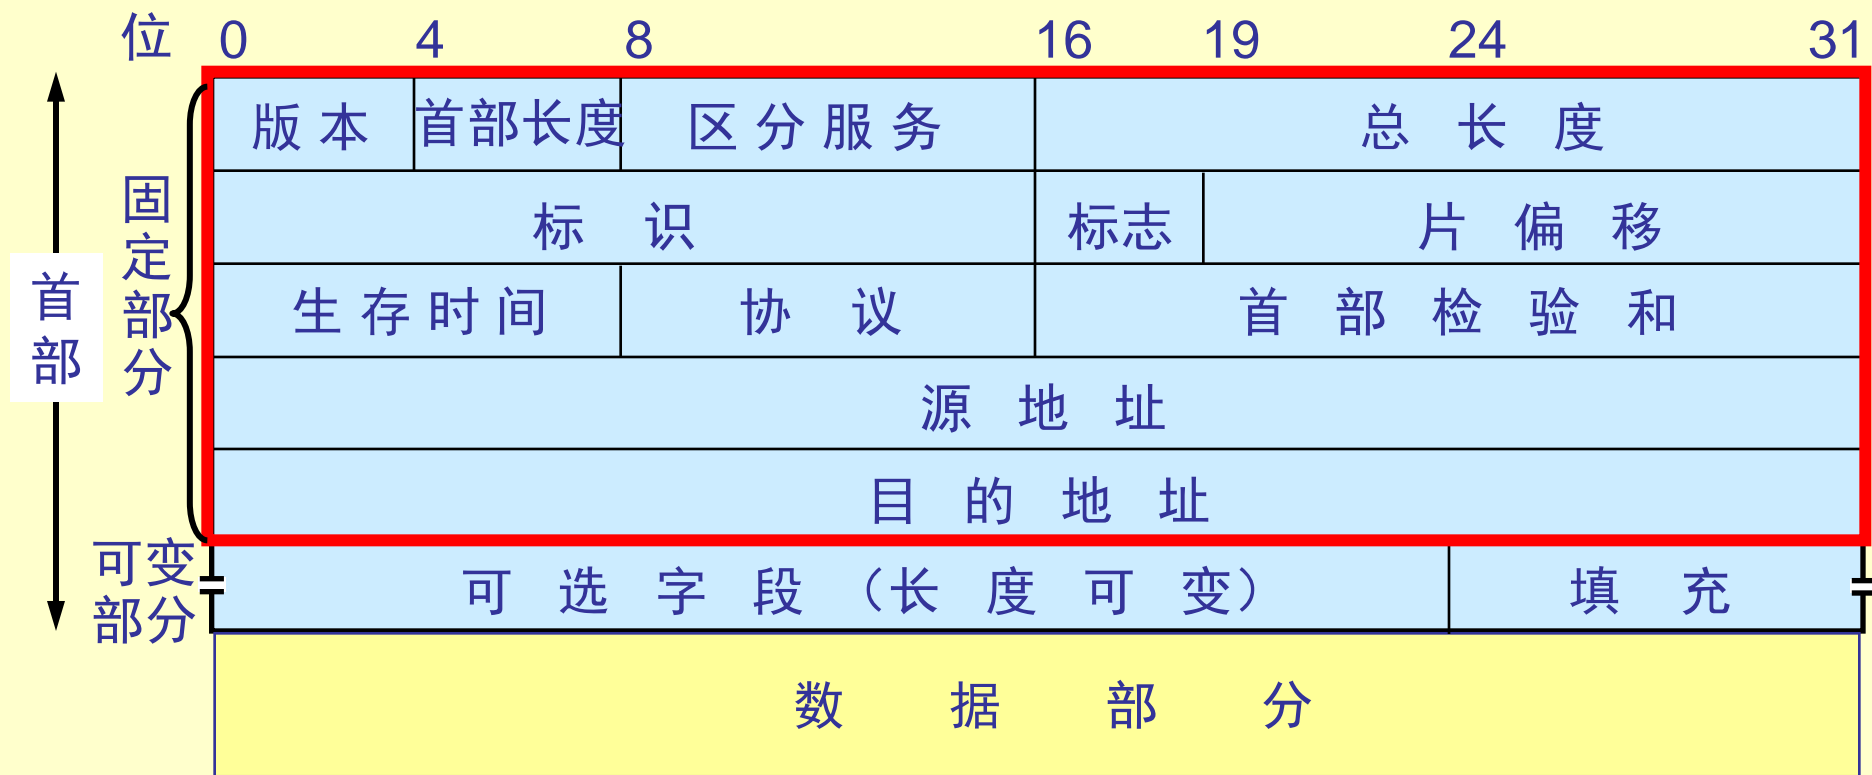 位 0 4 8 16 19 24 31
版本 首部长度 区分服务 总长度
标识 标志 片偏移
生存时间 协议 首部检验和
源地址
目的地址
可选字段（长度可变） 填充
数据部分
首部
固定部分
可变
部分